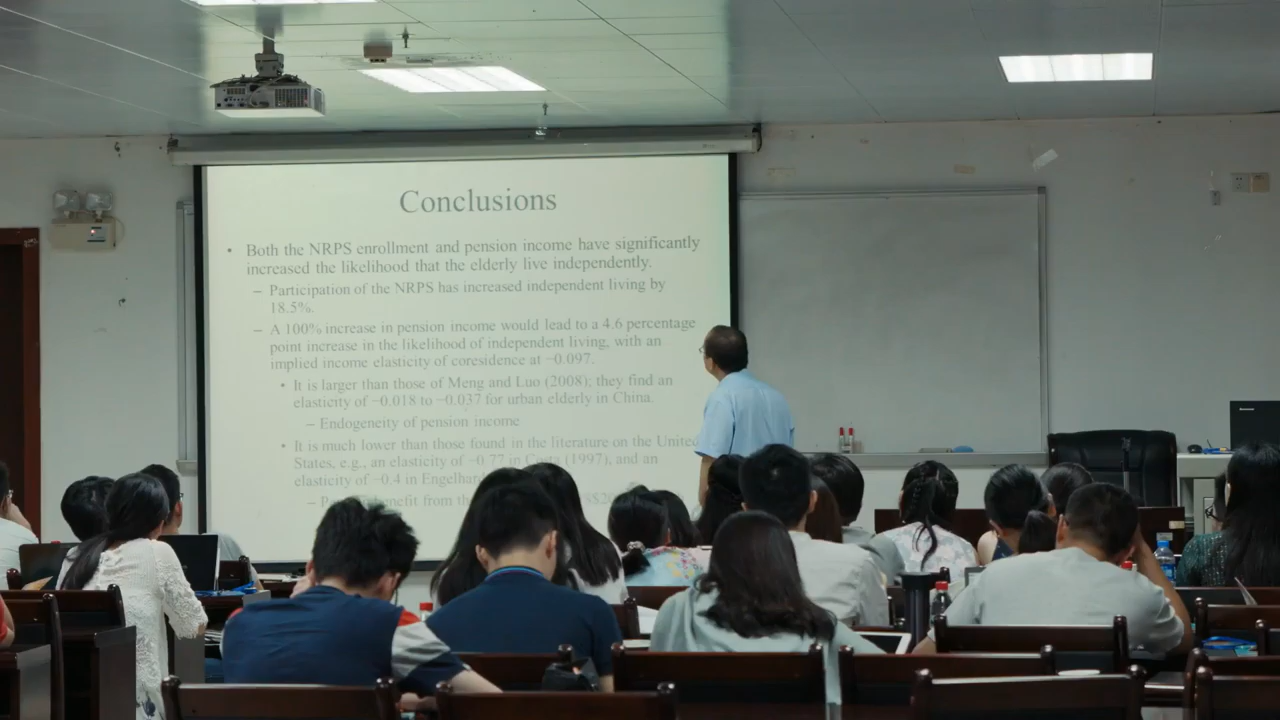 Conclusions
• Both the NRPS enrollment and pension income have significantly
increased the likelihood that the elderly live independently.
– Participation of the NRPS has increased independent living by
18.5%.
– A 100% increase in pension income would lead to a 4.6 percentage
point increase in the likelihood of independent living, with an
implied income elasticity of coresidence at −0.097.
• It is larger than those of Meng and Luo (2008); they find an
elasticity of −0.018 to −0.037 for urban elderly in China.
– Endogeneity of pension income
• It is much lower than those found in the literature on the United
States, e.g., an elasticity of −0.77 in Costa (1997), and an
elasticity of −0.4 in Engelhar
benefit from the